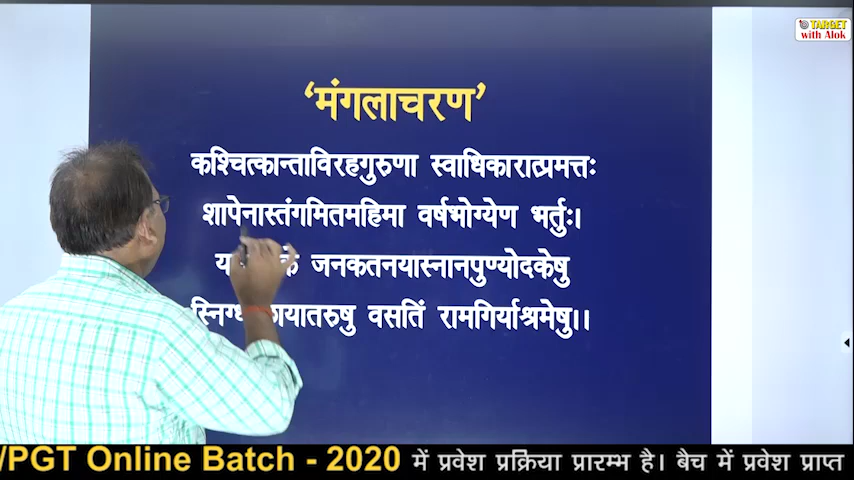 TARGET
with Alok
‘मंगलाचरण’
कश्चित्कान्ताविरहगुरुणा स्वाधिकारात्प्रमत्तः
शापेनास्तंगमितमहिमा वर्षभोग्येण भर्तुः।
जनकतनयास्नानपुण्योदकेषु
वसतिं रामगिर्याश्रमेषु।।
/PGT Online Batch - 2020 में प्रवेश प्रक्रिया प्रारम्भ है। बैच में प्रवेश प्राप्त